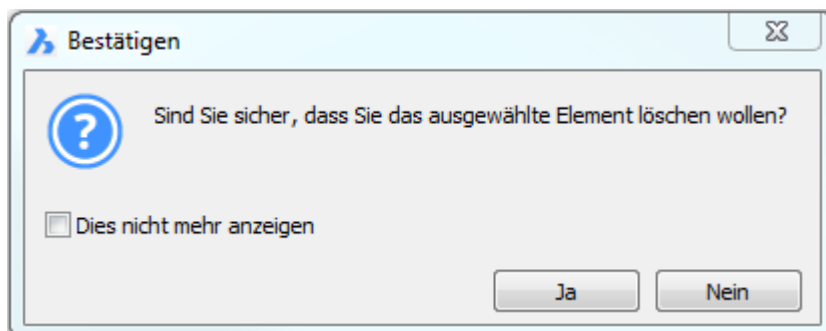 Bestätigen
Sind Sie sicher, dass Sie das ausgewählte Element löschen wollen?
Dies nicht mehr anzeigen
Ja Nein